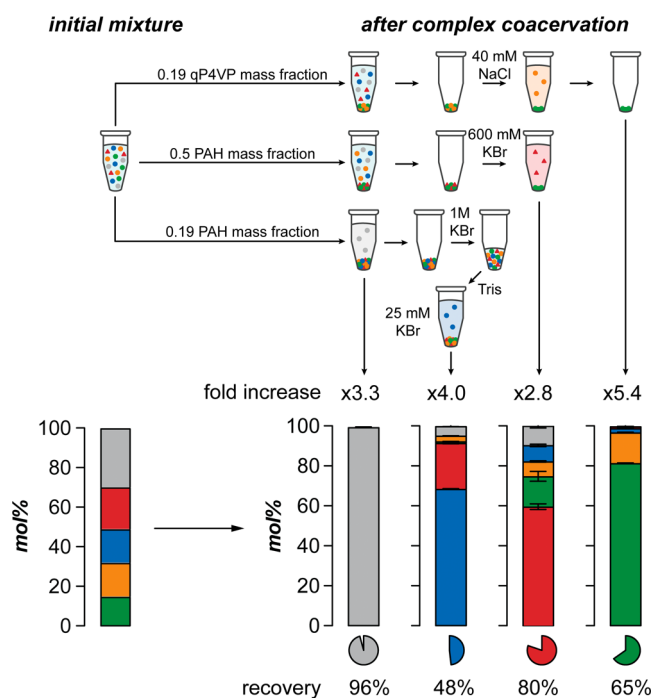 initial mixture
after complex coacervation
0.19 qP4VP mass fraction
40 mM
NaCl
0.5 PAH mass fraction
600 mM
KBr
0.19 PAH mass fraction
1M
KBr
Tris
25 mM
KBr
fold increase x3.3 x4.0 x2.8 x5.4
mol%
100
80
60
40
20
0
mol%
100
80
60
40
20
0
recovery 96% 48% 80% 65%